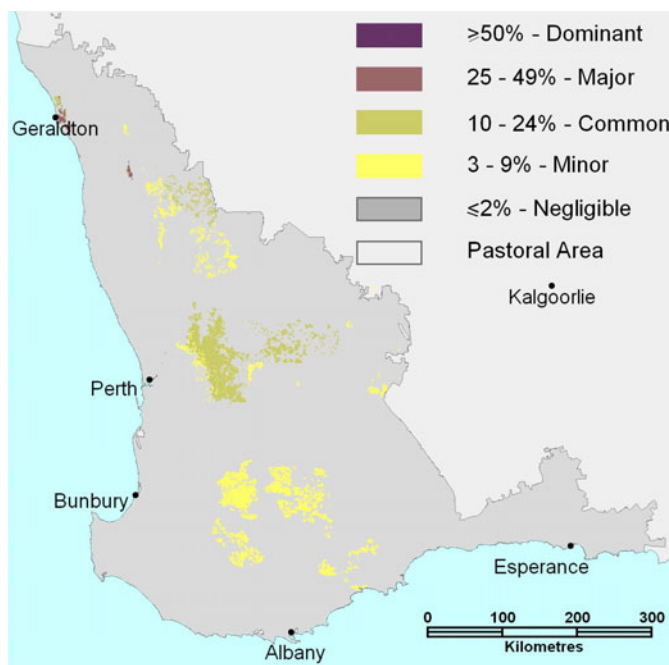 ≥50% - Dominant
25 - 49% - Major
10 - 24% - Common
3 - 9% - Minor
≤2% - Negligible
Pastoral Area
Geraldton
Kalgoorlie
Perth
Bunbury
Esperance
Albany
0 100 200 300
Kilometres